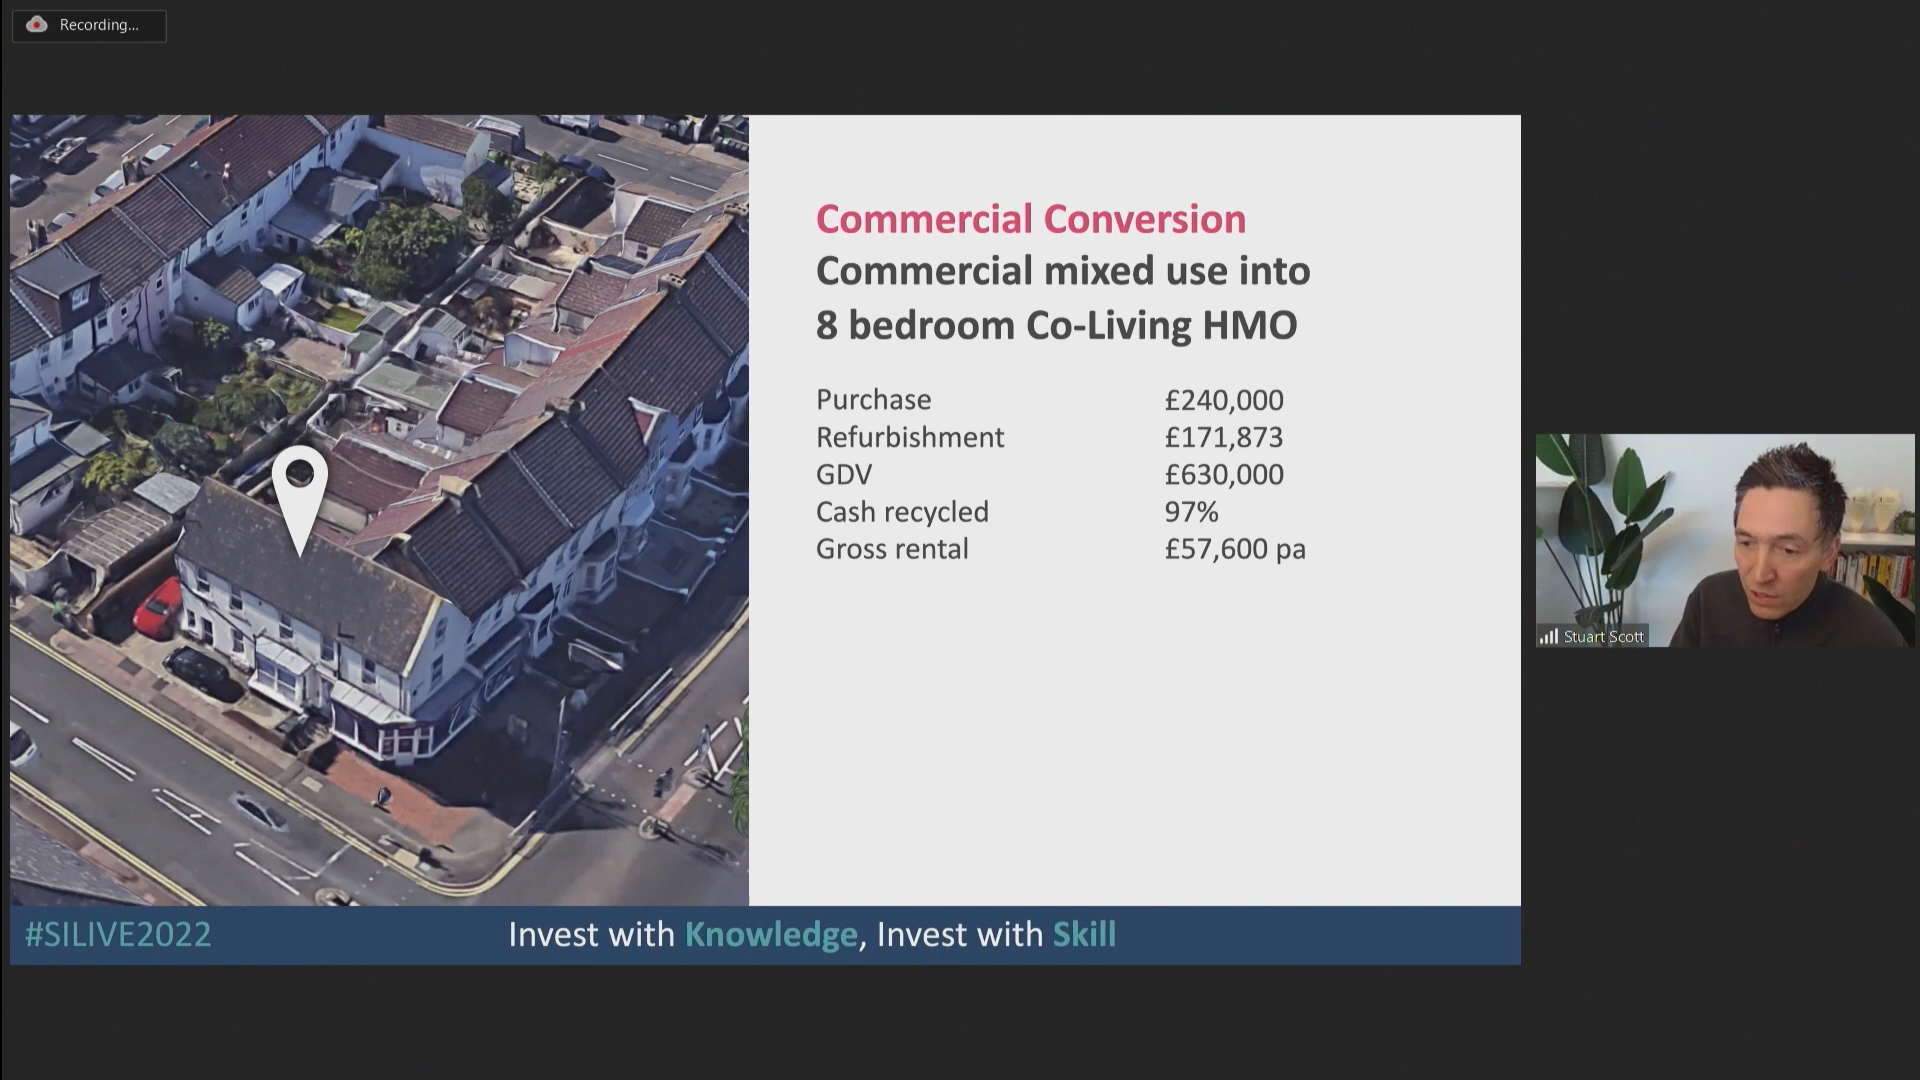 Recording...
Commercial Conversion
Commercial mixed use into
8 bedroom Co-Living HMO
Purchase £240,000
Refurbishment £171,873
GDV £630,000
Cash recycled 97%
Gross rental £57,600 pa
Stuart Scott
#SILIVE2022 Invest with Knowledge, Invest with Skill